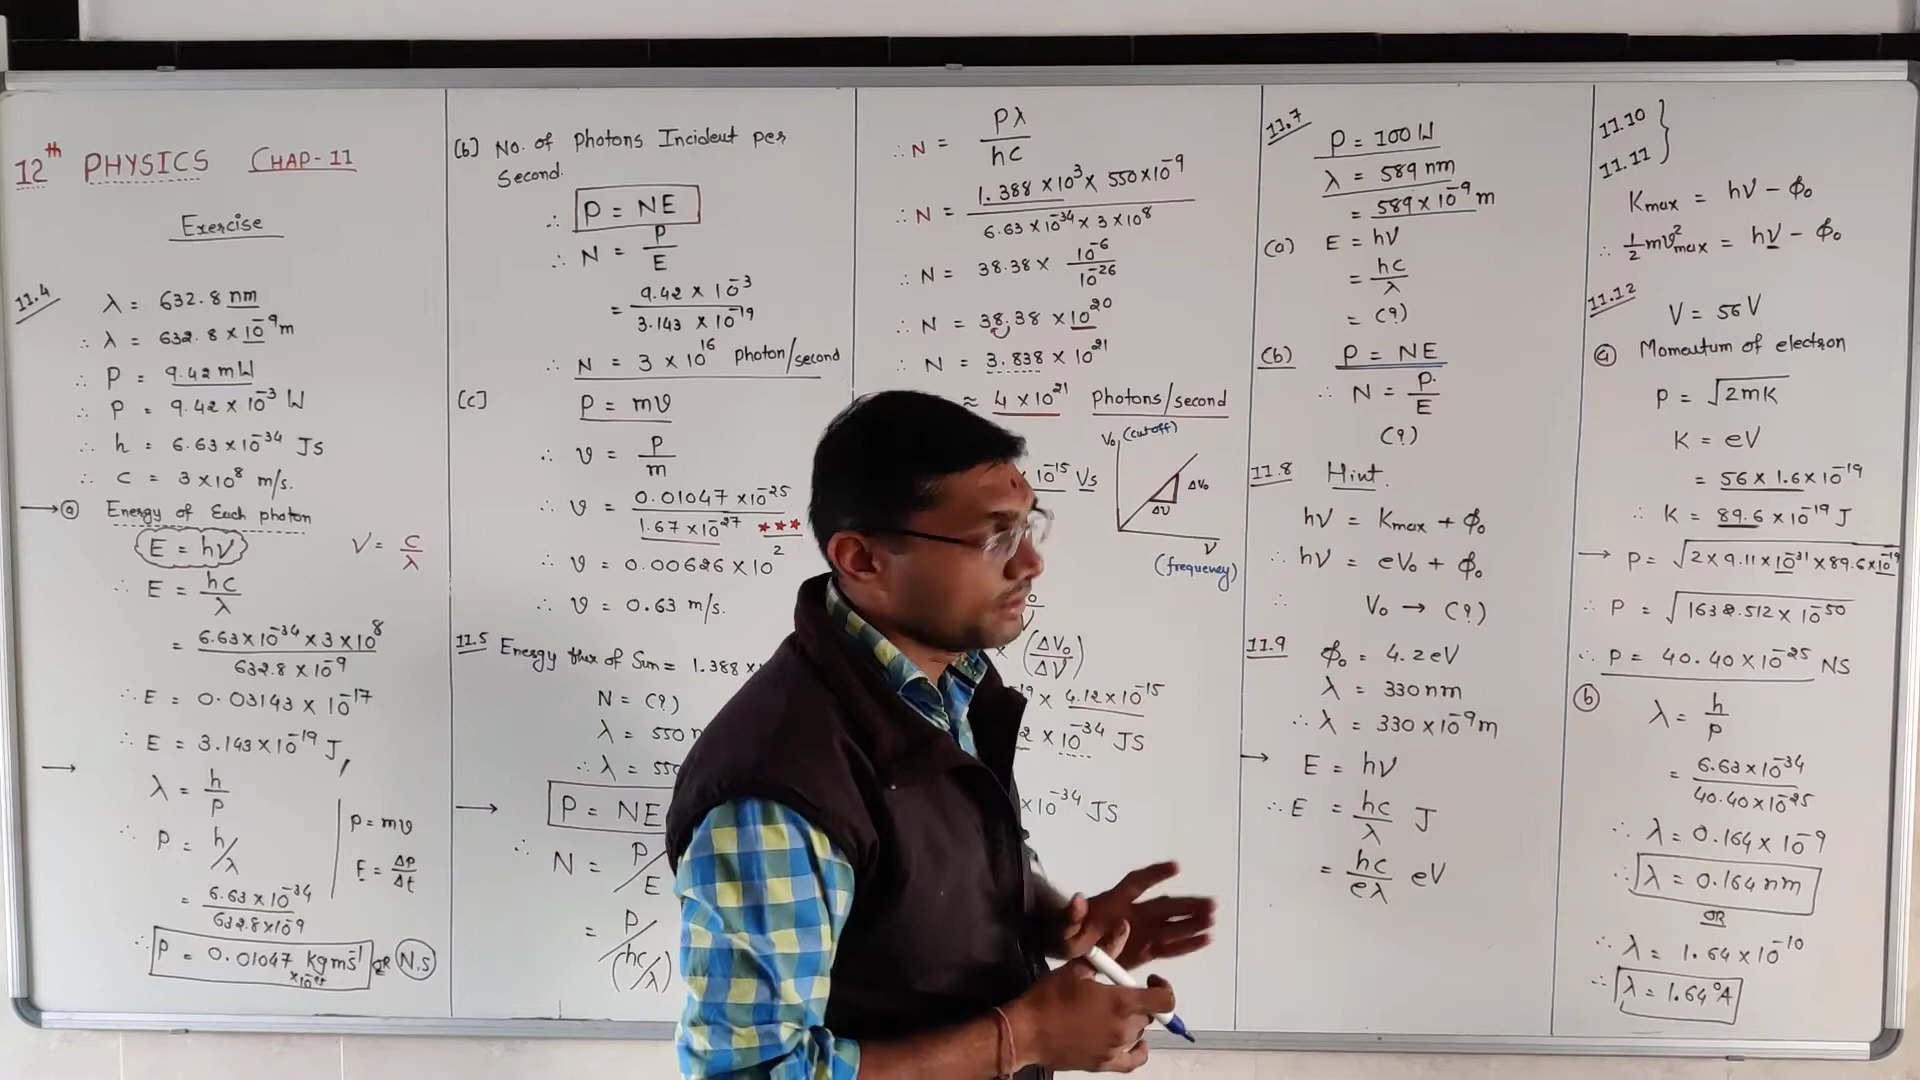 12th PHYSICS CHAP-11
Exercise
11.4
λ = 632.8 nm
∴ λ = 632.8 × 10⁻⁹ m
∴ P = 9.42 mW
∴ P = 9.42 × 10⁻³ W
∴ h = 6.63 × 10⁻³⁴ JS
∴ c = 3 × 10⁸ m/s.
→ ⓐ Energy of Each photon
E = hν
ν = c/λ
∴ E = hc/λ
= 6.63×10⁻³⁴ × 3×10⁸ / 632.8 × 10⁻⁹
∴ E = 0.03143 × 10⁻¹⁷
∴ E = 3.143 × 10⁻¹⁹ J,
→ λ = h/p
∴ P = h/λ
= 6.63 × 10⁻³⁴ / 632.8×10⁻⁹
P = mv
F = ΔP/Δt
∴ P = 0.01047 kgms⁻¹ OR N.S
(b) No. of Photons Incident per
Second.
∴ P = NE
∴ N = P/E
= 9.42 × 10⁻³ / 3.143 × 10⁻¹⁹
∴ N = 3 × 10¹⁶ photon/second
(c) P = mv
∴ v = P/m
∴ v = 0.01047 × 10⁻²⁵ / 1.67 × 10⁻²⁷ ***
2
∴ v = 0.00626 × 10
∴ v = 0.63 m/s.
11.5 Energy flux of Sun = 1.388 ×
N = (?)
λ = 550
∴ λ = 550
→ P = NE
∴ N = P/E
= P/(hc/λ)
∴ N = Pλ/hc
∴ N = 1.388 × 10³ × 550 × 10⁻⁹ / 6.63 × 10⁻³⁴ × 3 × 10⁸
∴ N = 38.38 × 10⁻⁶/10⁻²⁶
∴ N = 38.38 × 10²⁰
∴ N = 3.838 × 10²¹
≈ 4 × 10²¹ photons/second
V₀ (cutoff)
× 10⁻¹⁵ Vs
ΔV₀
Δν
ν
(frequency)
× (ΔV₀/Δν)
⁻¹⁹ × 4.12 × 10⁻¹⁵
2 × 10⁻³⁴ JS
× 10⁻³⁴ JS
11.7
P = 100 W
λ = 589 nm
= 589 × 10⁻⁹ m
(a) E = hν
= hc/λ
= (?)
(b) P = NE
∴ N = P/E
(?)
11.8 Hint.
hν = Kmax + ϕ₀
∴ hν = eV₀ + ϕ₀
∴ V₀ → (?)
11.9 ϕ₀ = 4.2 eV
λ = 330 nm
∴ λ = 330 × 10⁻⁹ m
→ E = hν
∴ E = hc/λ J
= hc/eλ eV
11.10
11.11 }
Kmax = hν − ϕ₀
∴ ½mv²max = hν − ϕ₀
11.12
V = 56 V
ⓐ Momentum of electron
P = √2mK
K = eV
= 56 × 1.6 × 10⁻¹⁹
∴ K = 89.6 × 10⁻¹⁹ J
→ P = √2 × 9.11 × 10⁻³¹ × 89.6 × 10⁻¹⁹
∴ P = √1632.512 × 10⁻⁵⁰
∴ P = 40.40 × 10⁻²⁵ NS
ⓑ λ = h/P
= 6.63 × 10⁻³⁴ / 40.40 × 10⁻²⁵
∴ λ = 0.164 × 10⁻⁹
∴ λ = 0.164 nm
OR
∴ λ = 1.64 × 10⁻¹⁰
∴ λ = 1.64°A